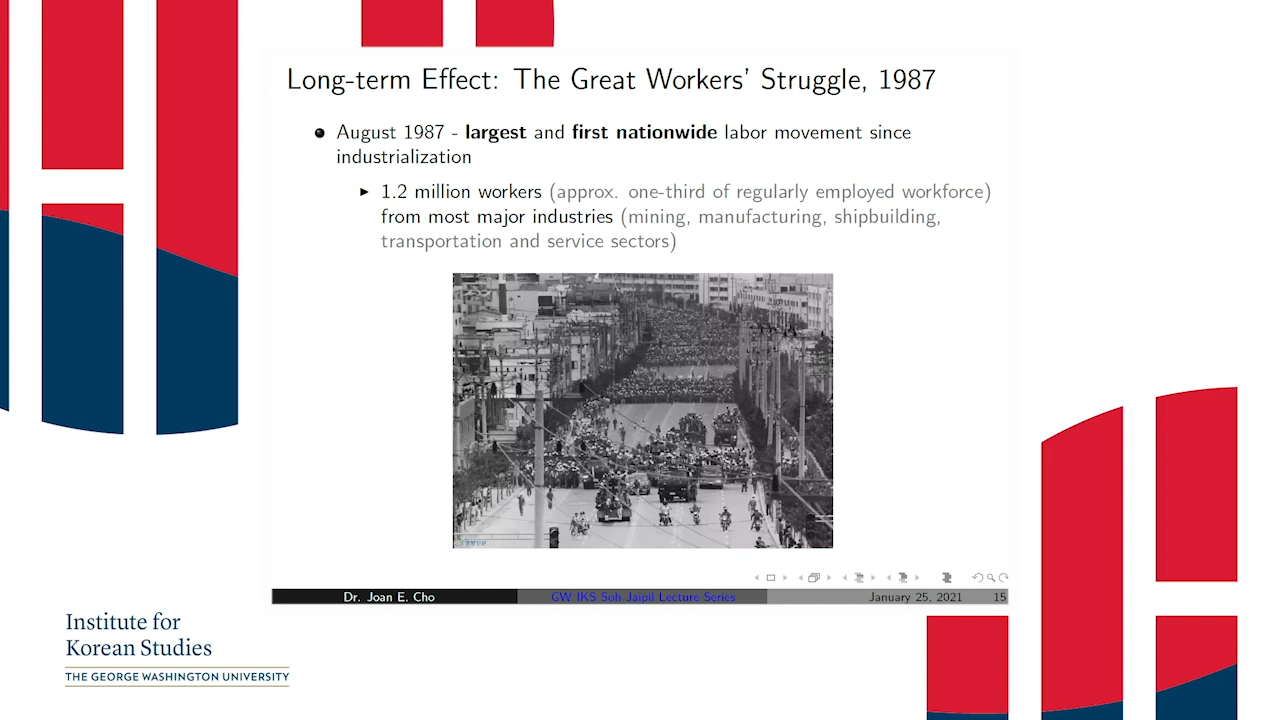 Long-term Effect: The Great Workers' Struggle, 1987
August 1987 - largest and first nationwide labor movement since
industrialization
1.2 million workers (approx. one-third of regularly employed workforce)
from most major industries (mining, manufacturing, shipbuilding,
transportation and service sectors)
Dr. Joan E. Cho
GW IKS Soh Jaipil Lecture Series
January 25, 2021
15
Institute for
Korean Studies
THE GEORGE WASHINGTON UNIVERSITY